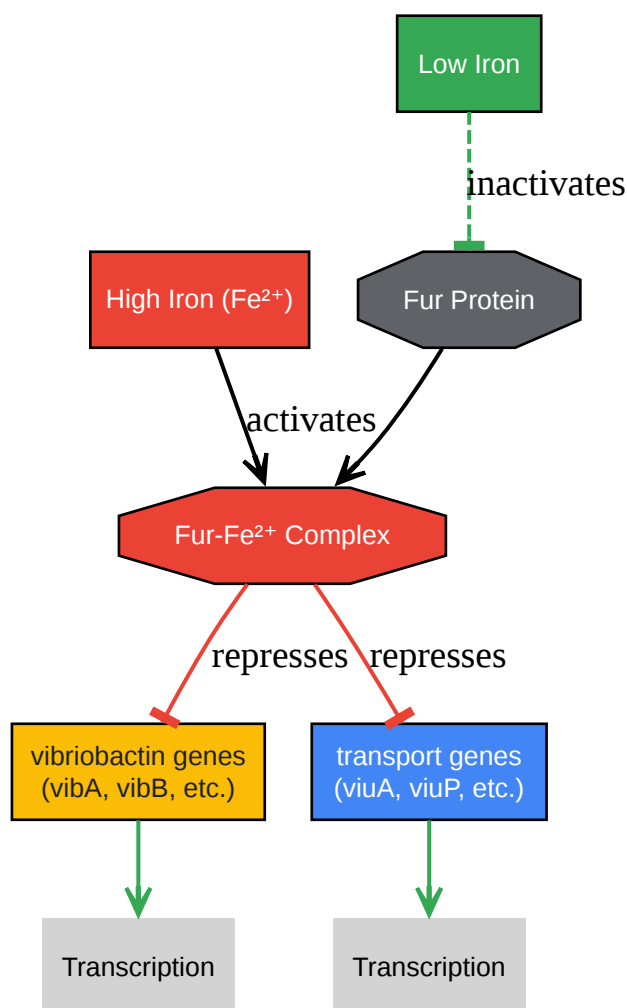 Low Iron
inactivates
High Iron (Fe²⁺)
Fur Protein
activates
Fur-Fe²⁺ Complex
represses
represses
vibriobactin genes
(vibA, vibB, etc.)
transport genes
(viuA, viuP, etc.)
Transcription
Transcription